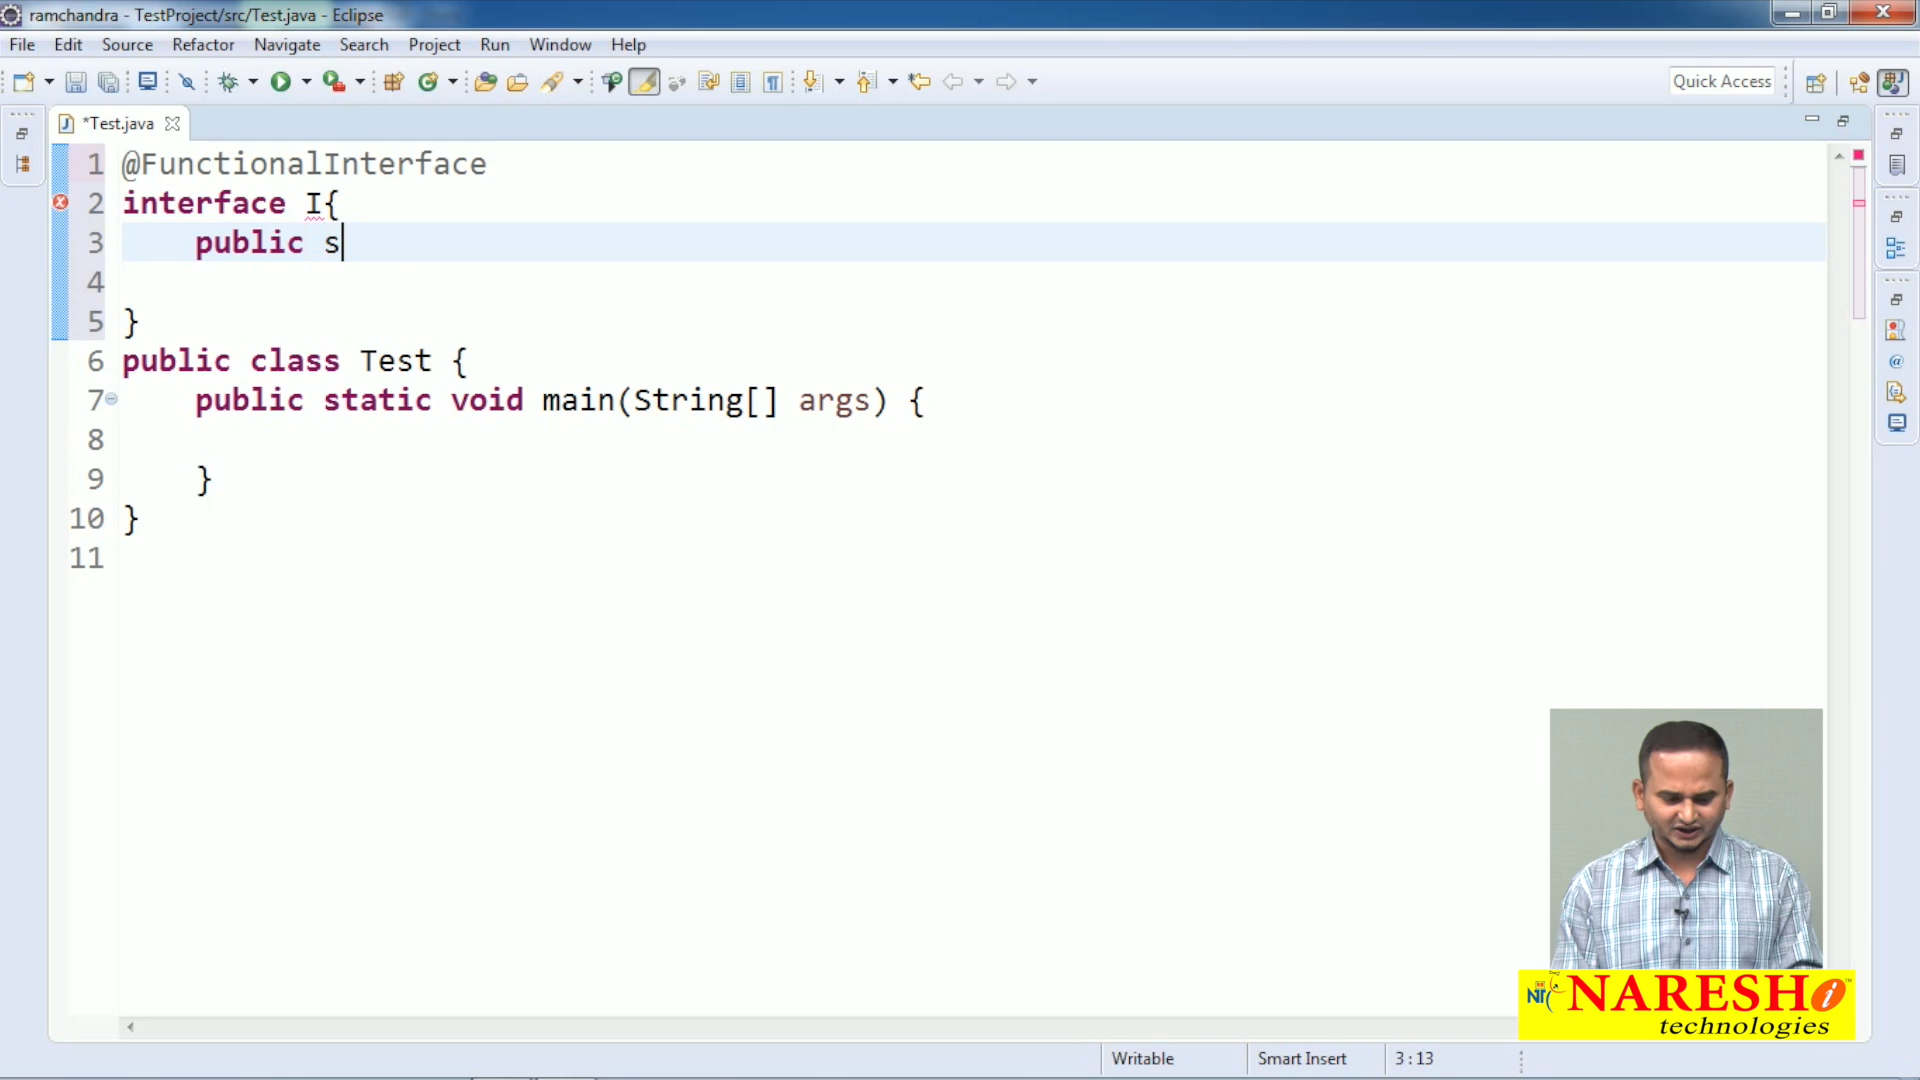 ramchandra - TestProject/src/Test.java - Eclipse
File Edit Source Refactor Navigate Search Project Run Window Help
Quick Access
*Test.java
1 @FunctionalInterface
2 interface I{
3 public s
4
5 }
6 public class Test {
7 public static void main(String[] args) {
8
9 }
10 }
11
NARESH i
technologies
Writable Smart Insert 3 : 13